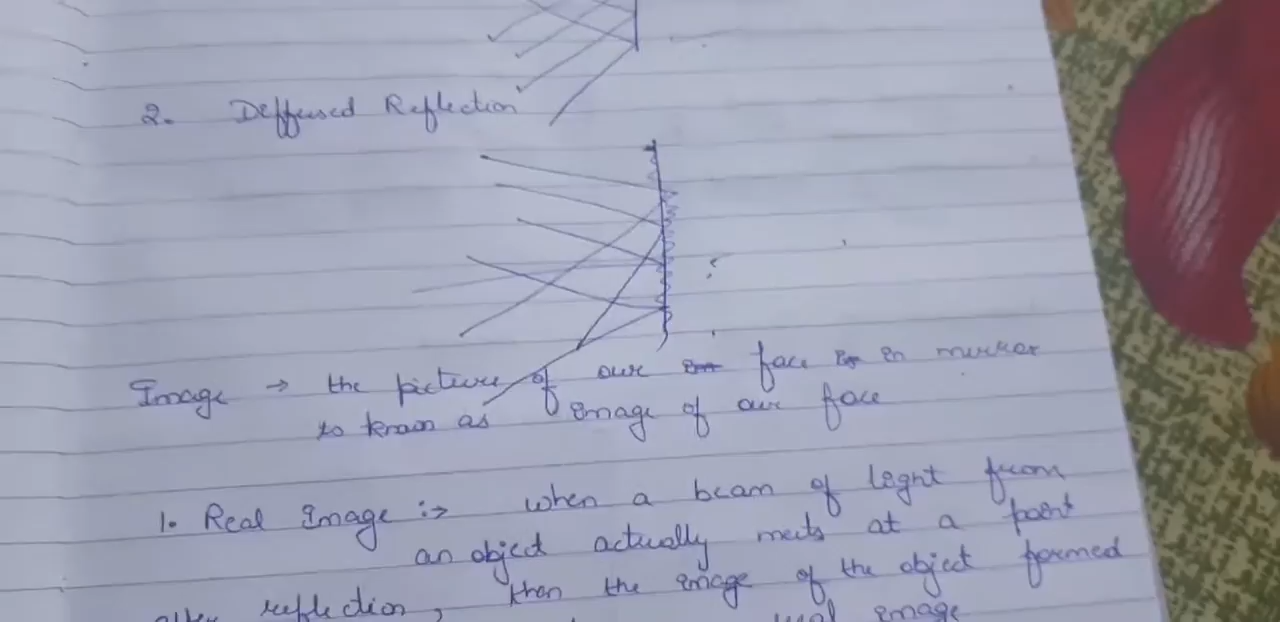 2. Deffused Reflection
Image → the picture of our face in mirror
is known as image of our face
1. Real Image :→ when a beam of light from
an object actually meets at a point
after reflection, then the image of the object formed
real image